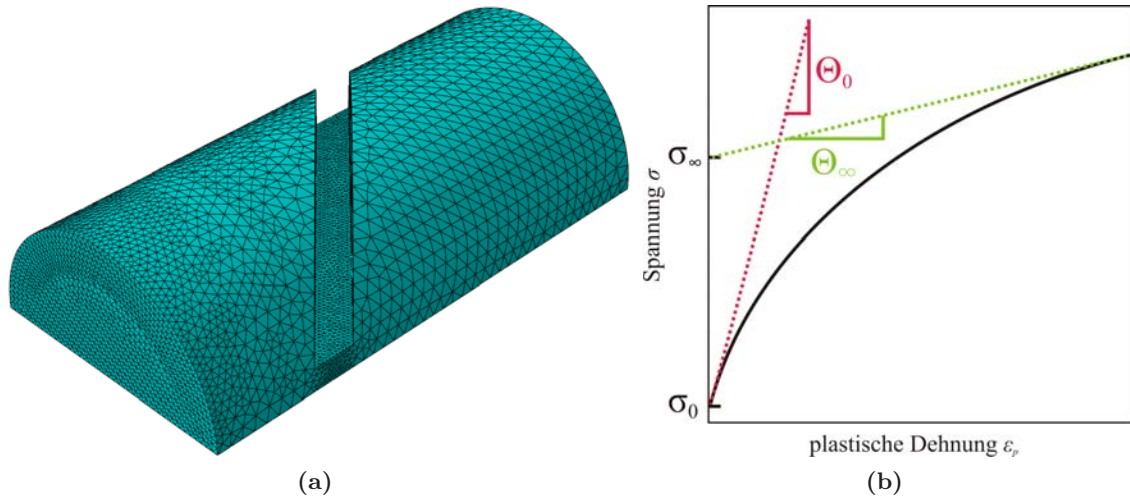 Θ₀
σ∞
Θ∞
Spannung σ
σ₀
plastische Dehnung εₚ
(a)
(b)